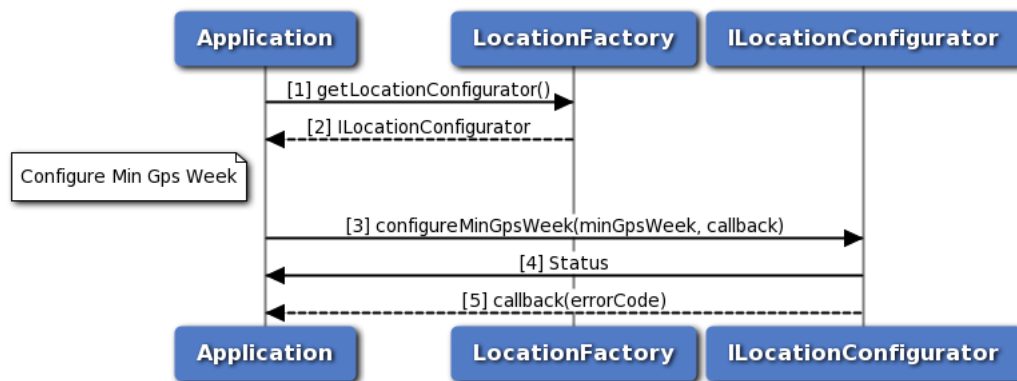 Application
LocationFactory
ILocationConfigurator
[1] getLocationConfigurator()
[2] ILocationConfigurator
Configure Min Gps Week
[3] configureMinGpsWeek(minGpsWeek, callback)
[4] Status
[5] callback(errorCode)
Application
LocationFactory
ILocationConfigurator